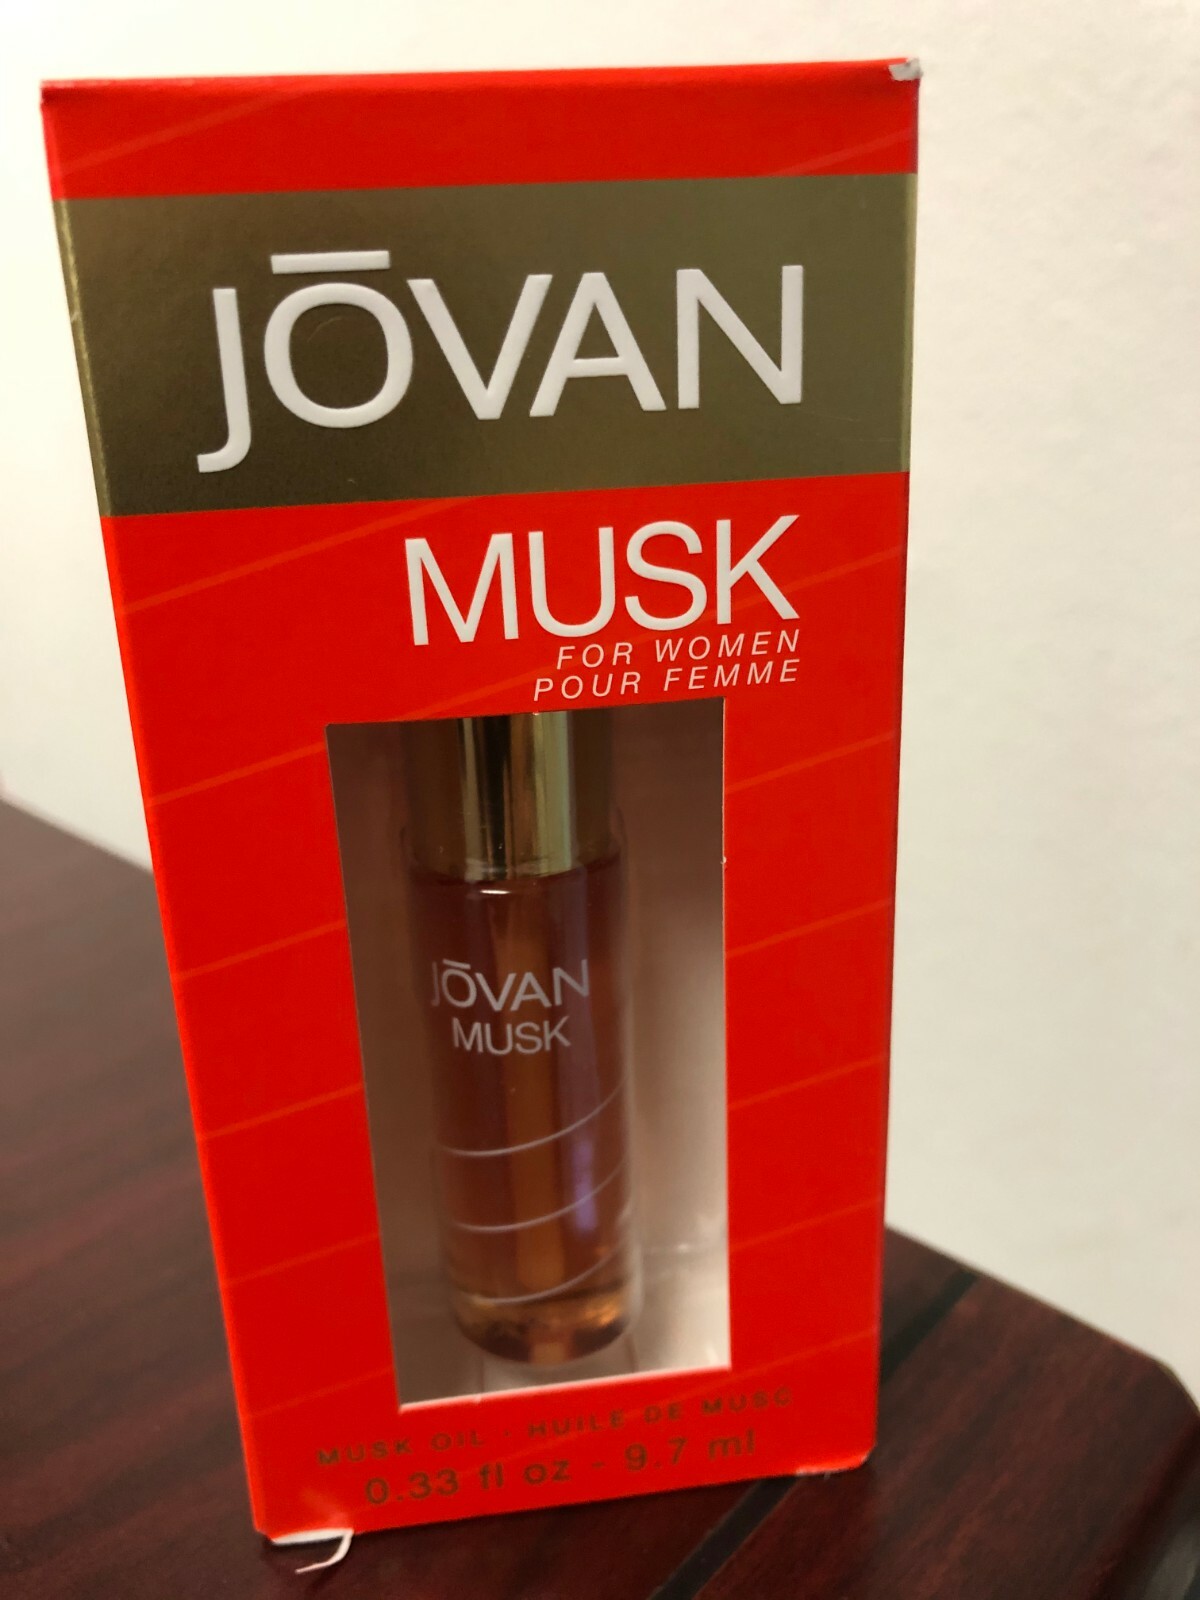 JŌVAN
MUSK
FOR WOMEN
POUR FEMME
JŌVAN
MUSK
MUSK OIL · HUILE DE MUSC
0.33 fl oz - 9.7 ml